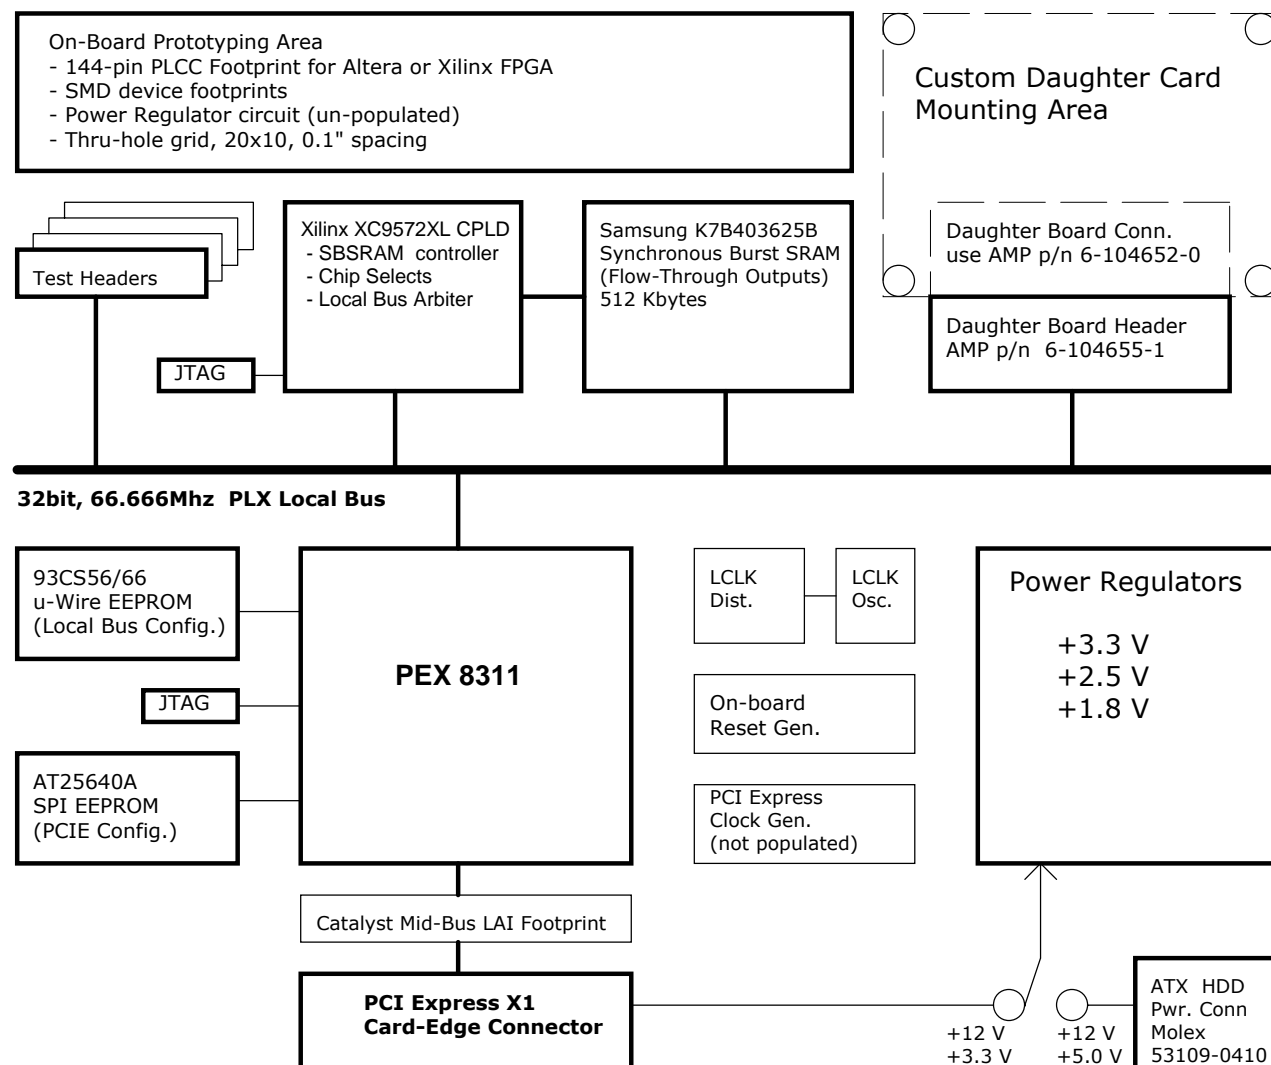 On-Board Prototyping Area
- 144-pin PLCC Footprint for Altera or Xilinx FPGA
- SMD device footprints
- Power Regulator circuit (un-populated)
- Thru-hole grid, 20x10, 0.1" spacing
Custom Daughter Card
Mounting Area
Test Headers
Xilinx XC9572XL CPLD
- SBSRAM controller
- Chip Selects
- Local Bus Arbiter
Samsung K7B403625B
Synchronous Burst SRAM
(Flow-Through Outputs)
512 Kbytes
Daughter Board Conn.
use AMP p/n 6-104652-0
Daughter Board Header
AMP p/n 6-104655-1
JTAG
32bit, 66.666Mhz PLX Local Bus
93CS56/66
u-Wire EEPROM
(Local Bus Config.)
JTAG
AT25640A
SPI EEPROM
(PCIE Config.)
PEX 8311
LCLK
Dist.
LCLK
Osc.
On-board
Reset Gen.
PCI Express
Clock Gen.
(not populated)
Power Regulators
+3.3 V
+2.5 V
+1.8 V
Catalyst Mid-Bus LAI Footprint
PCI Express X1
Card-Edge Connector
+12 V
+3.3 V
+12 V
+5.0 V
ATX HDD
Pwr. Conn
Molex
53109-0410